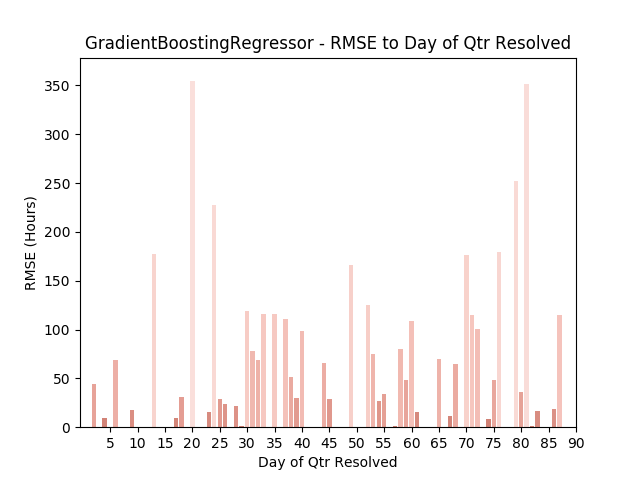 GradientBoostingRegressor - RMSE to Day of Qtr Resolved
350
300
250
200
150
100
50
0
RMSE (Hours)
5 10 15 20 25 30 35 40 45 50 55 60 65 70 75 80 85 90
Day of Qtr Resolved